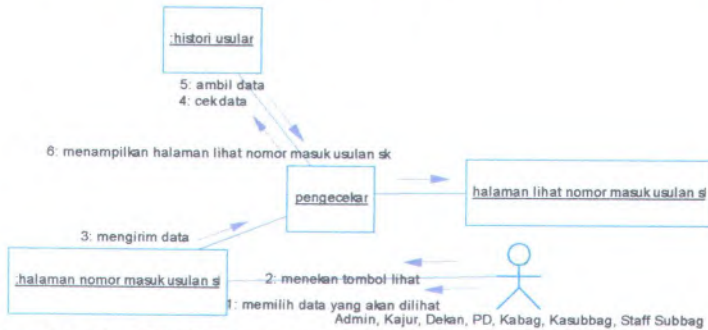 :histori usular
5: ambil data
4: cekdata
6: menampilkan halaman lihat nomor masuk usulan sk
pengecekar
halaman lihat nomor masuk usulan sl
3: mengirim data
:halaman nomor masuk usulan sl
2: menekan tombol lihat
1: memilih data yang akan dilihat
Admin, Kajur, Dekan, PD, Kabag, Kasubbag, Staff Subbag